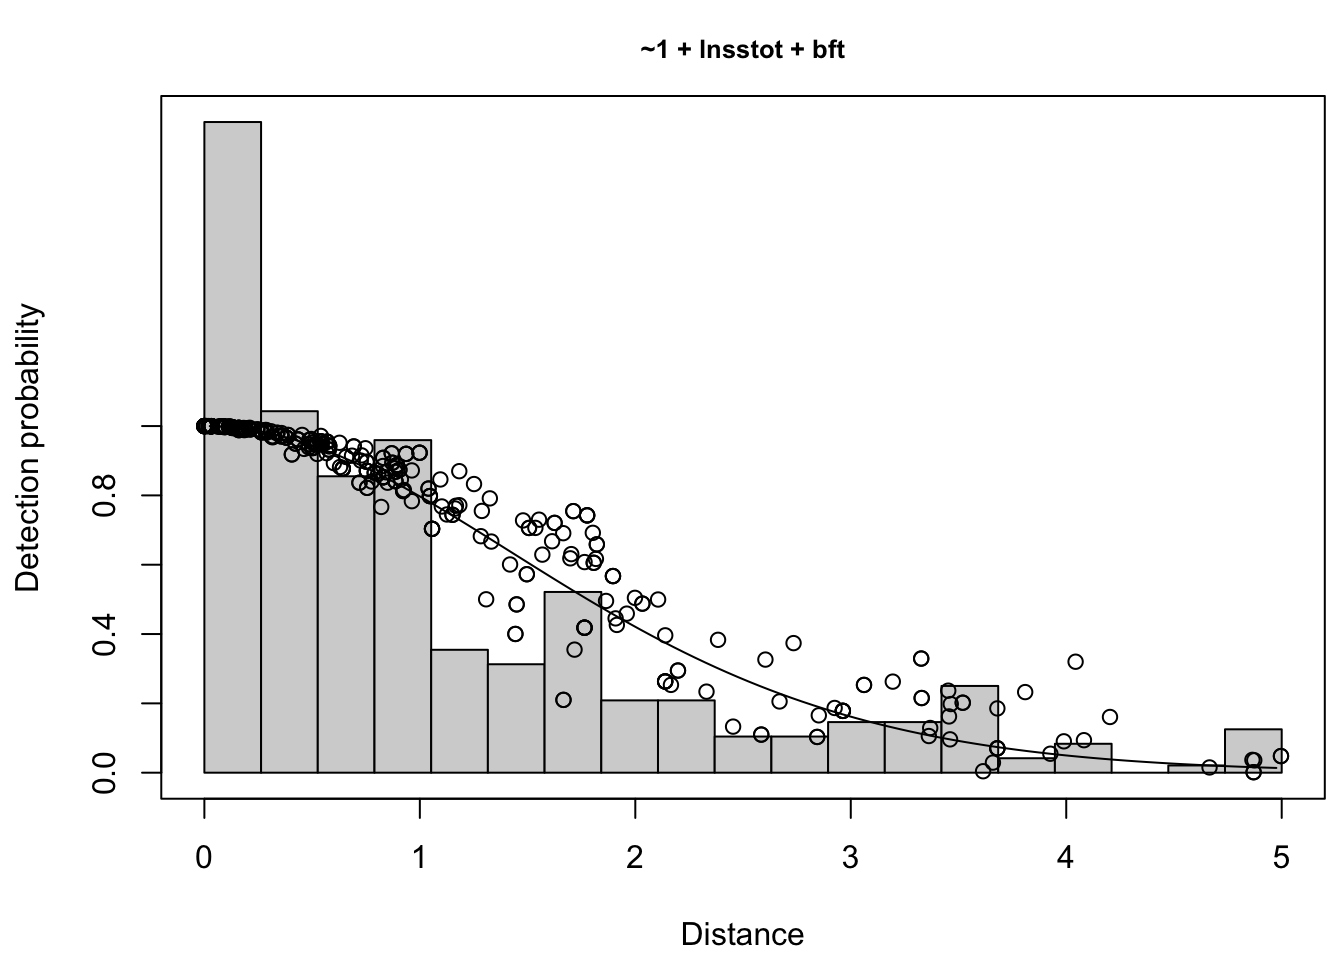 ~1 + lnsstot + bft
Detection probability
0.8
0.4
0.0
0 1 2 3 4 5
Distance